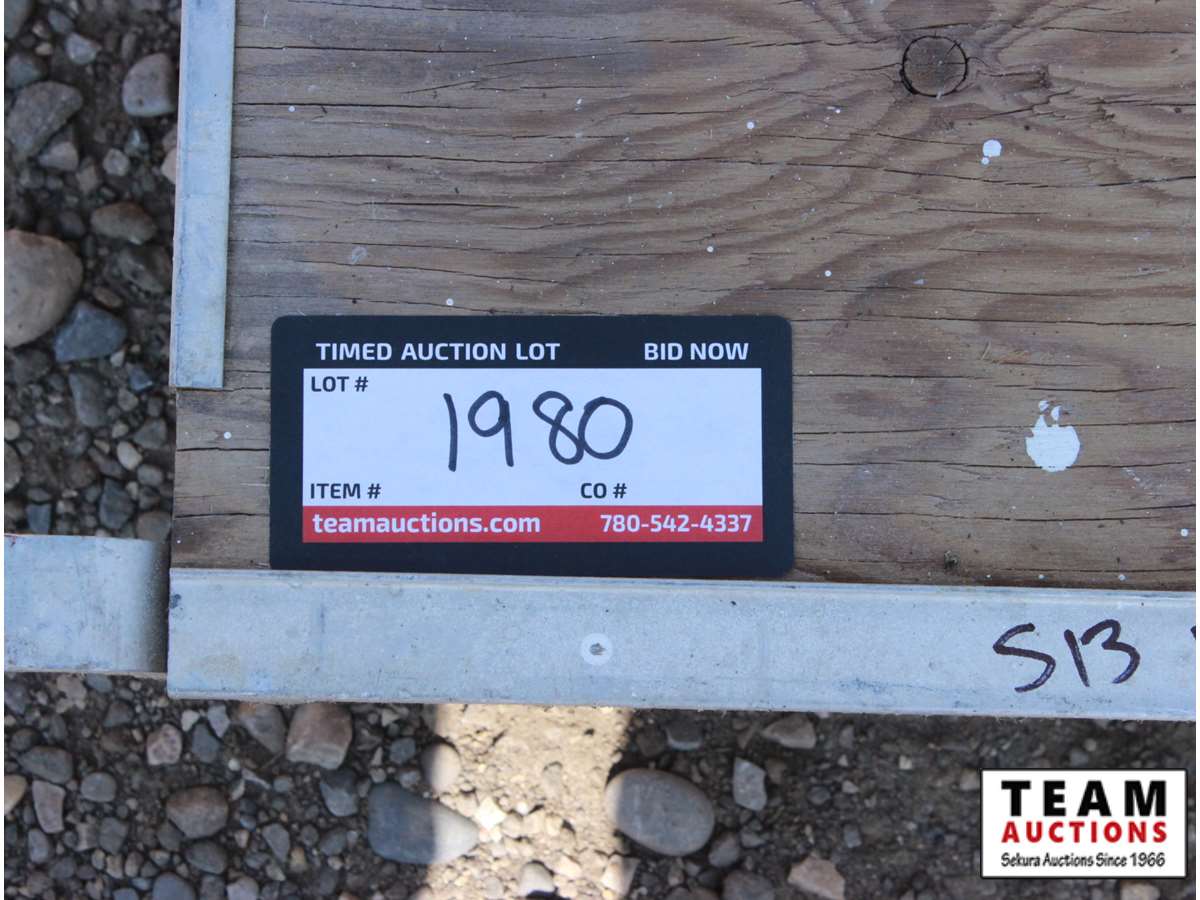 TIMED AUCTION LOT BID NOW
LOT #
1980
ITEM # CO #
teamauctions.com 780-542-4337
S13
TEAM
AUCTIONS
Sekura Auctions Since 1966